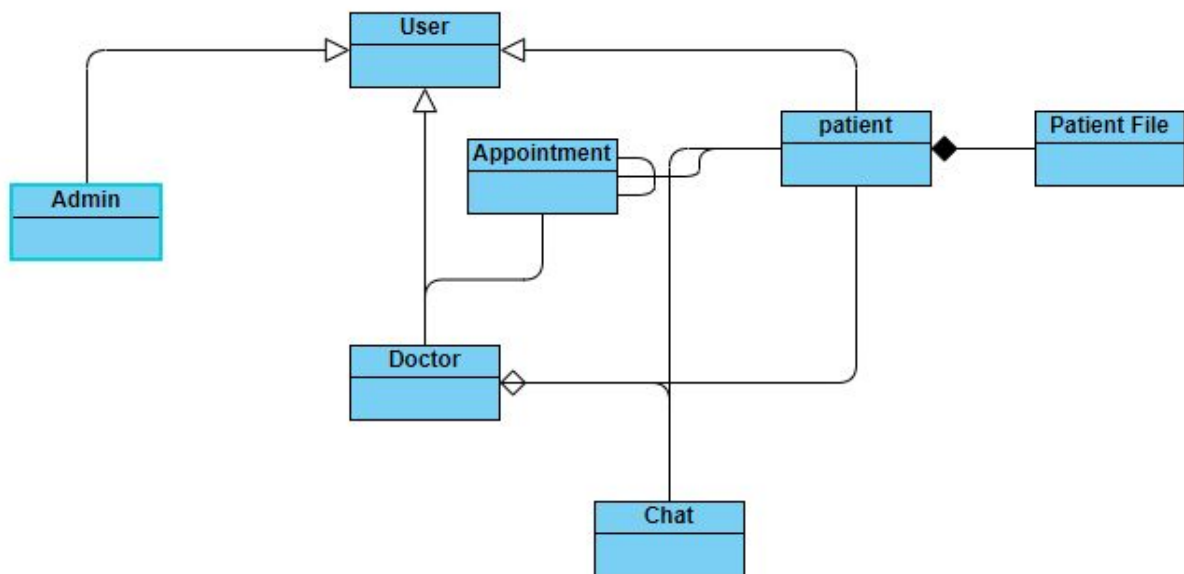 User
patient
Patient File
Appointment
Admin
Doctor
Chat